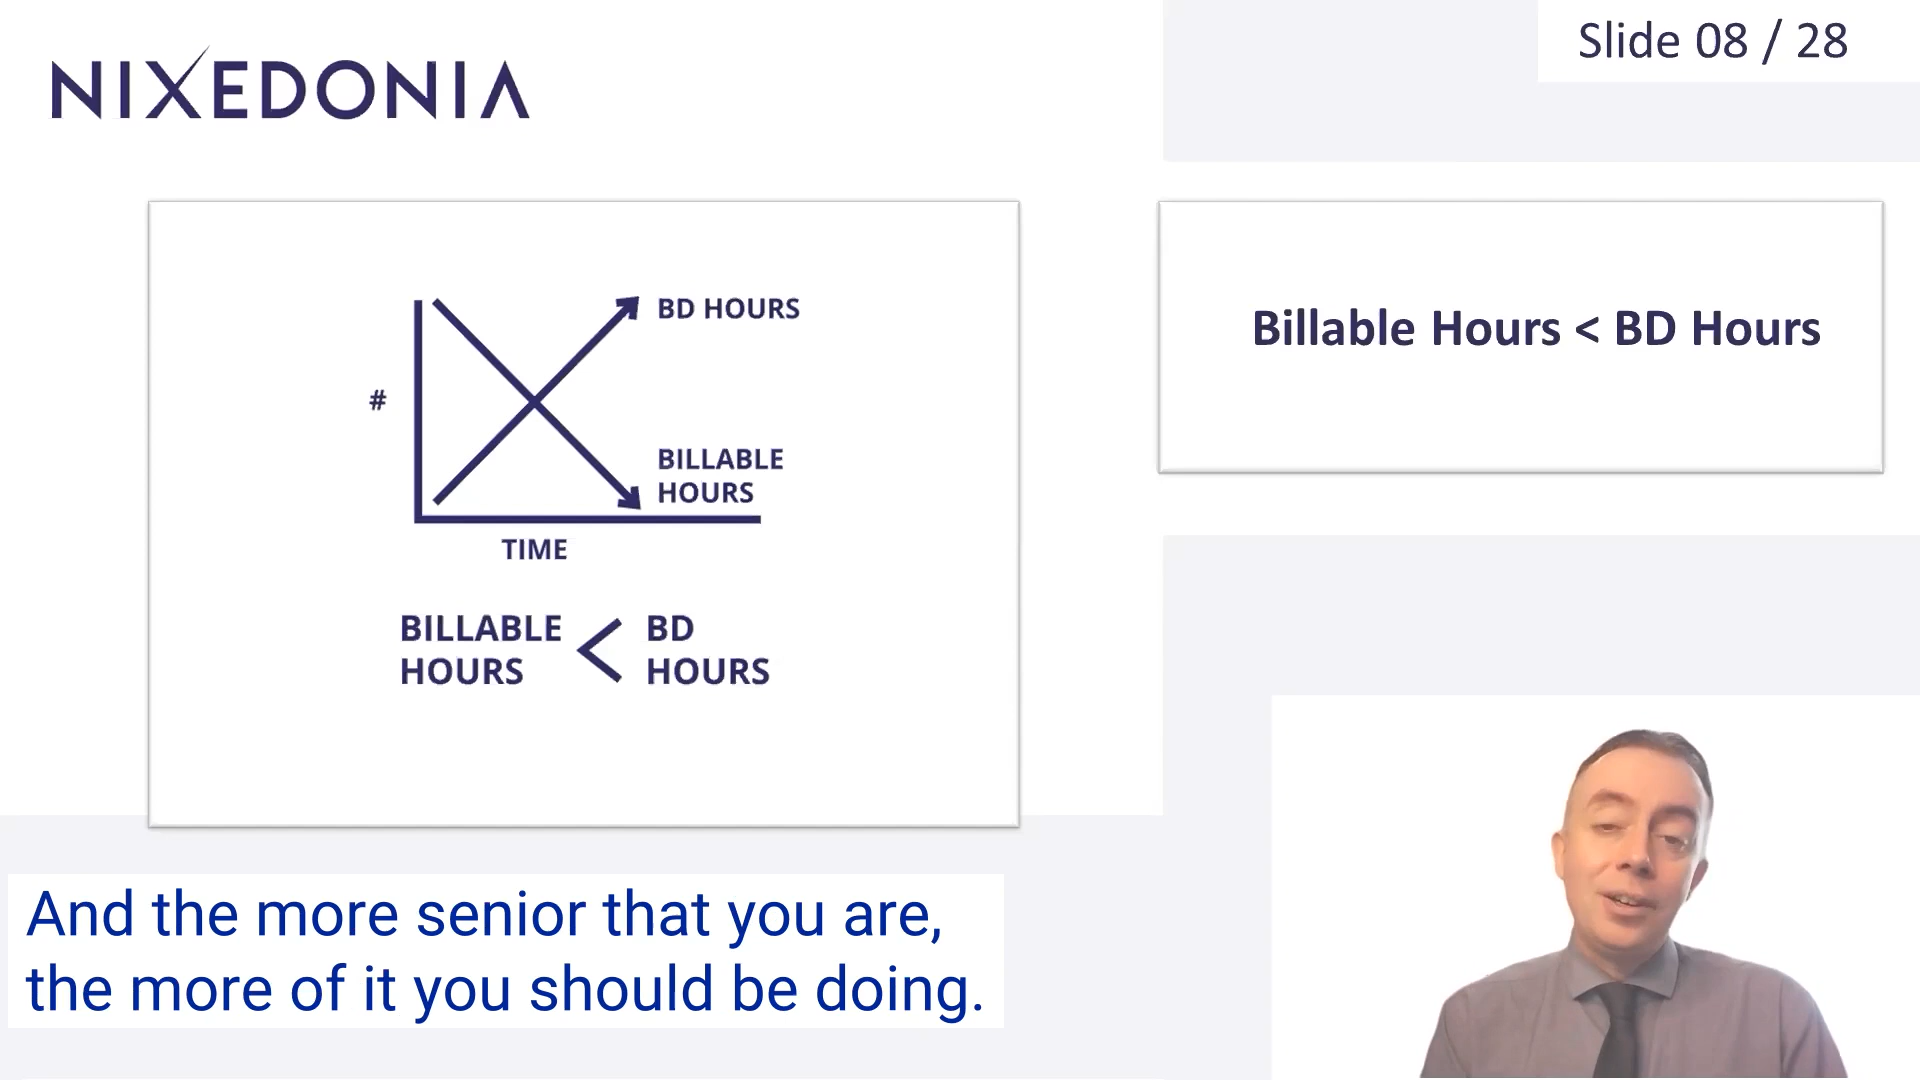 NIXEDONIA
Slide 08 / 28
BD HOURS
#
BILLABLE
HOURS
TIME
BILLABLE < BD
HOURS HOURS
Billable Hours < BD Hours
And the more senior that you are,
the more of it you should be doing.